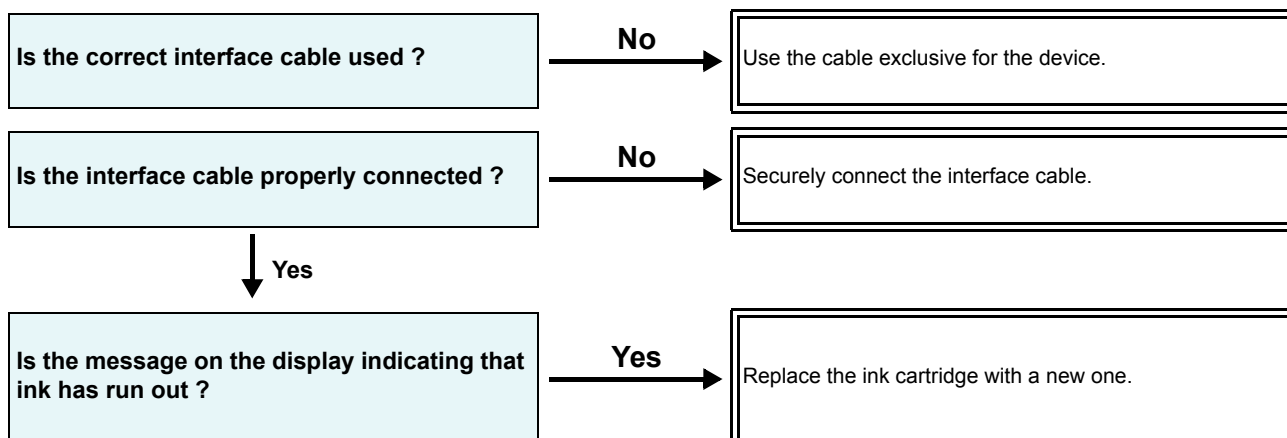 Is the correct interface cable used ?
No
Use the cable exclusive for the device.
Is the interface cable properly connected ?
No
Securely connect the interface cable.
Yes
Is the message on the display indicating that
ink has run out ?
Yes
Replace the ink cartridge with a new one.